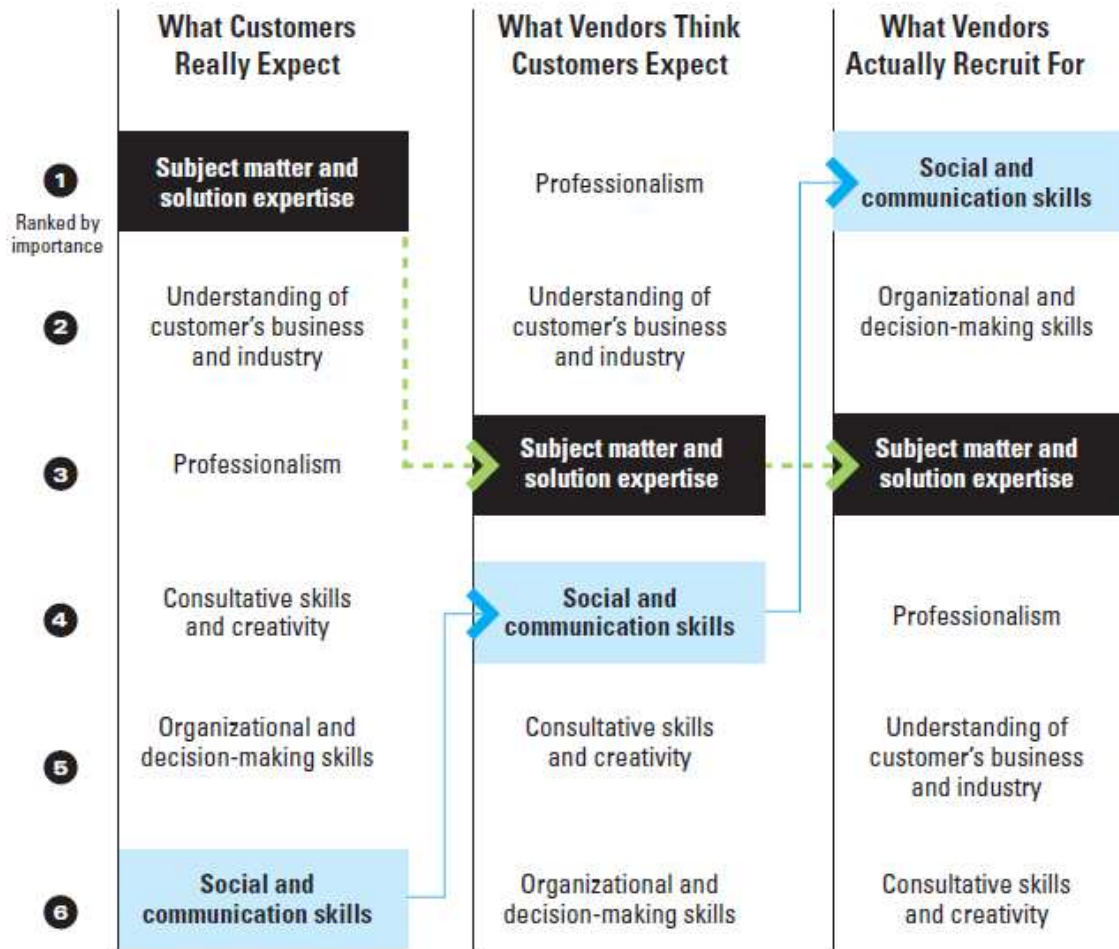 What Customers
Really Expect
What Vendors Think
Customers Expect
What Vendors
Actually Recruit For
1
Ranked by
importance
Subject matter and
solution expertise
Professionalism
Social and
communication skills
2
Understanding of
customer’s business
and industry
Understanding of
customer’s business
and industry
Organizational and
decision-making skills
3
Professionalism
Subject matter and
solution expertise
Subject matter and
solution expertise
4
Consultative skills
and creativity
Social and
communication skills
Professionalism
5
Organizational and
decision-making skills
Consultative skills
and creativity
Understanding of
customer’s business
and industry
6
Social and
communication skills
Organizational and
decision-making skills
Consultative skills
and creativity